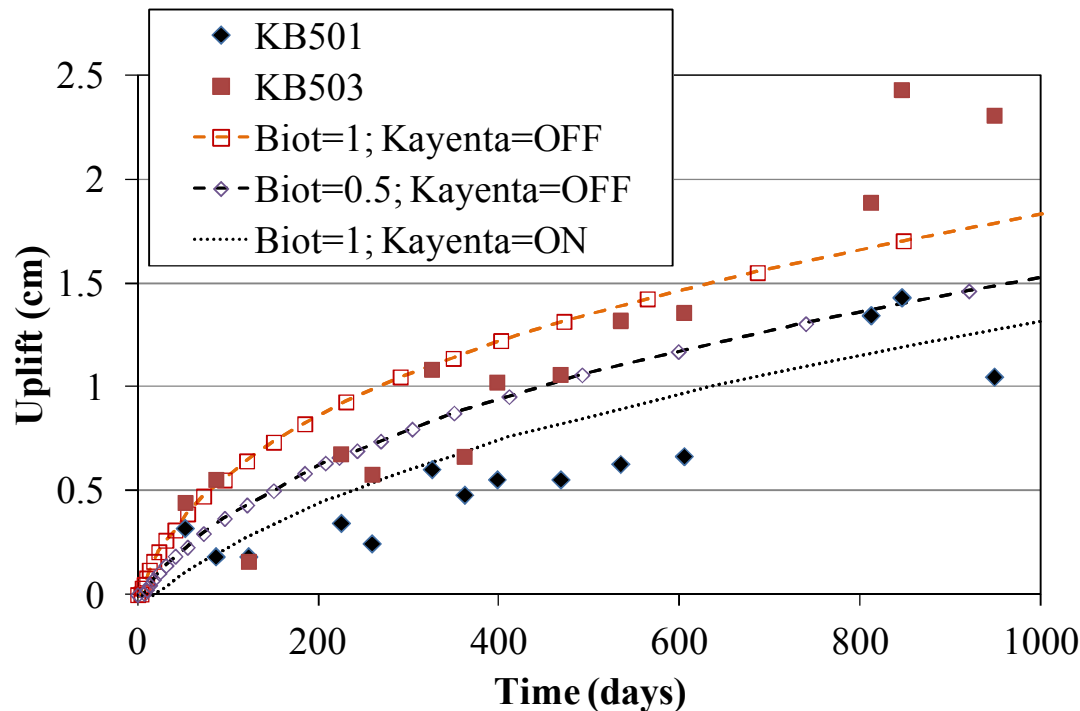 KB501
KB503
Biot=1; Kayenta=OFF
Biot=0.5; Kayenta=OFF
Biot=1; Kayenta=ON
2.5
2
1.5
1
0.5
0
Uplift (cm)
0 200 400 600 800 1000
Time (days)